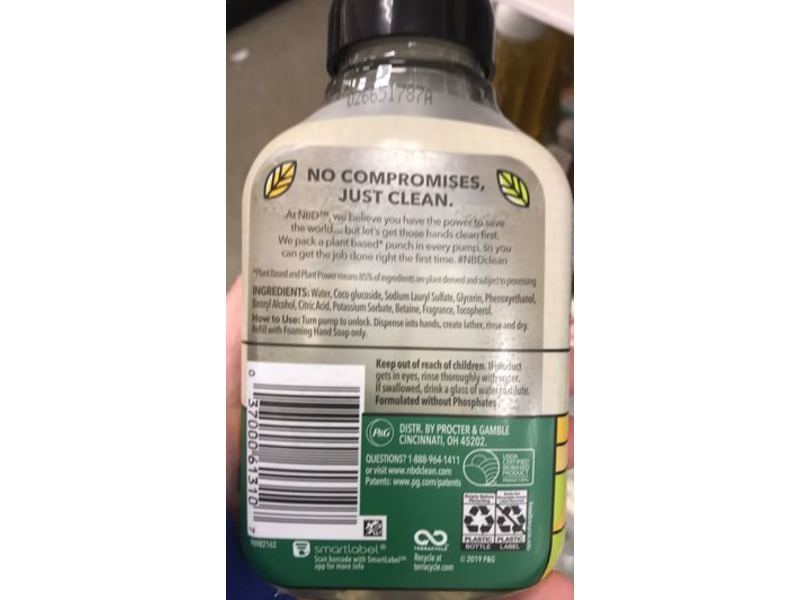 026651787A
NO COMPROMISES,
JUST CLEAN.
At NBD™, we believe you have the power to save
the world... but let's get those hands clean first.
We pack a plant based* punch in every pump, so you
can get the job done right the first time. #NBDclean
*Plant Based and Plant Power means 85% of ingredients are plant derived and subject to processing
INGREDIENTS: Water, Coco-glucoside, Sodium Lauryl Sulfate, Glycerin, Phenoxyethanol,
Benzyl Alcohol, Citric Acid, Potassium Sorbate, Betaine, Fragrance, Tocopherol.
How to Use: Turn pump to unlock. Dispense into hands, create lather, rinse and dry.
Refill with Foaming Hand Soap only.
Keep out of reach of children. If product
gets in eyes, rinse thoroughly with water.
If swallowed, drink a glass of water to dilute.
Formulated without Phosphates
0 37000 61310 7
P&G
DISTR. BY PROCTER & GAMBLE
CINCINNATI, OH 45202.
QUESTIONS? 1-888-964-1411
or visit www.nbdclean.com
Patents: www.pg.com/patents
USDA
CERTIFIED
BIOBASED
PRODUCT
smartlabel®
Scan barcode with SmartLabel™
app for more info
TERRACYCLE
Recycle at
terracycle.com
PLASTIC PLASTIC
BOTTLE LABEL
© 2019 P&G